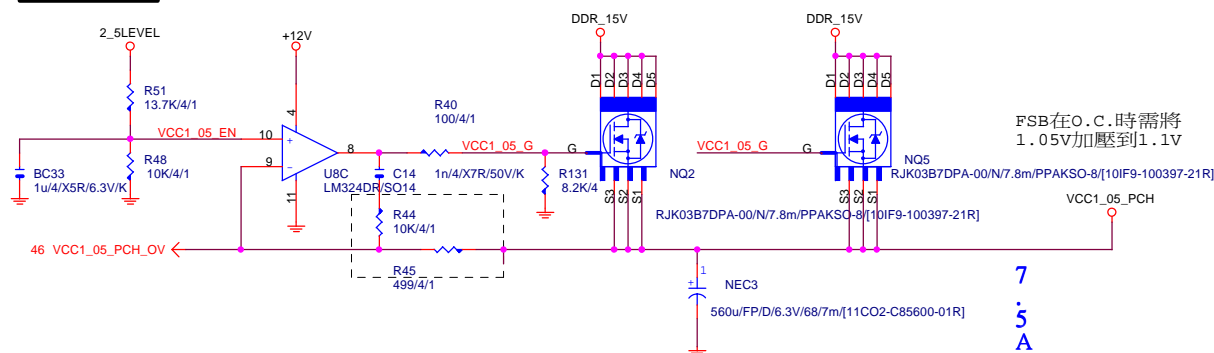 2_5LEVEL
+12V
DDR_15V
DDR_15V
R51
13.7K/4/1
D1
D2
D3
D4
D5
D1
D2
D3
D4
D5
4
R40
100/4/1
FSB在O.C.時需將
1.05V加壓到1.1V
VCC1_05_EN
10
+
9
-
8
VCC1_05_G
G
VCC1_05_G
G
R48
10K/4/1
BC33
1u/4/X5R/6.3V/K
U8C
LM324DR/SO14
11
C14
1n/4/X7R/50V/K
R131
8.2K/4
NQ2
NQ5
RJK03B7DPA-00/N/7.8m/PPAKSO-8/[10IF9-100397-21R]
S3
S2
S1
S3
S2
S1
RJK03B7DPA-00/N/7.8m/PPAKSO-8/[10IF9-100397-21R]
VCC1_05_PCH
R44
10K/4/1
46 VCC1_05_PCH_OV
R45
499/4/1
1
+
NEC3
560u/FP/D/6.3V/68/7m/[11CO2-C85600-01R]
7
.
5
A